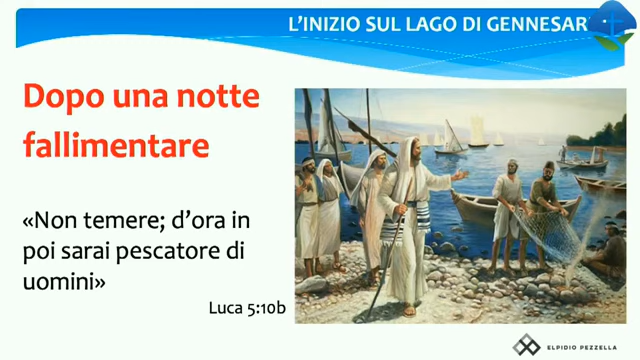 L'INIZIO SUL LAGO DI GENNESAR
Dopo una notte
fallimentare
«Non temere; d'ora in
poi sarai pescatore di
uomini»
Luca 5:10b
ELPIDIO PEZZELLA